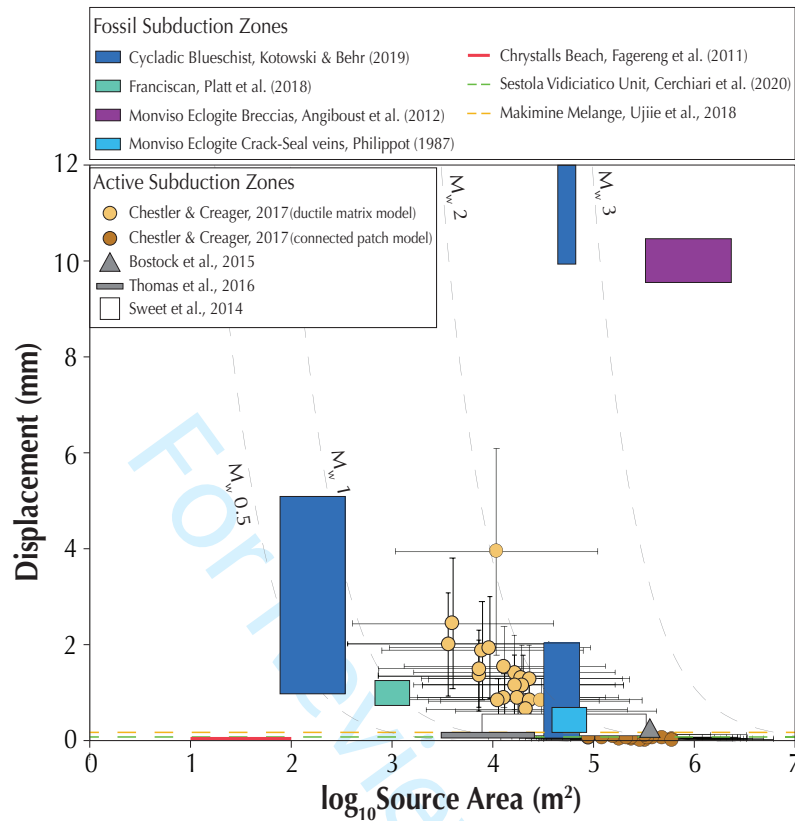 Fossil Subduction Zones
Cycladic Blueschist, Kotowski & Behr (2019)
Franciscan, Platt et al. (2018)
Monviso Eclogite Breccias, Angiboust et al. (2012)
Monviso Eclogite Crack-Seal veins, Philippot (1987)
Chrystalls Beach, Fagereng et al. (2011)
Sestola Vidiciatico Unit, Cerchiari et al. (2020)
Makimine Melange, Ujiie et al., 2018
Active Subduction Zones
Chestler & Creager, 2017 (ductile matrix model)
Chestler & Creager, 2017 (connected patch model)
Bostock et al., 2015
Thomas et al., 2016
Sweet et al., 2014
Mw 2
Mw 3
Mw 0.5
Mw 1
12
10
8
6
4
2
0
Displacement (mm)
0 1 2 3 4 5 6 7
log10Source Area (m²)
For Review